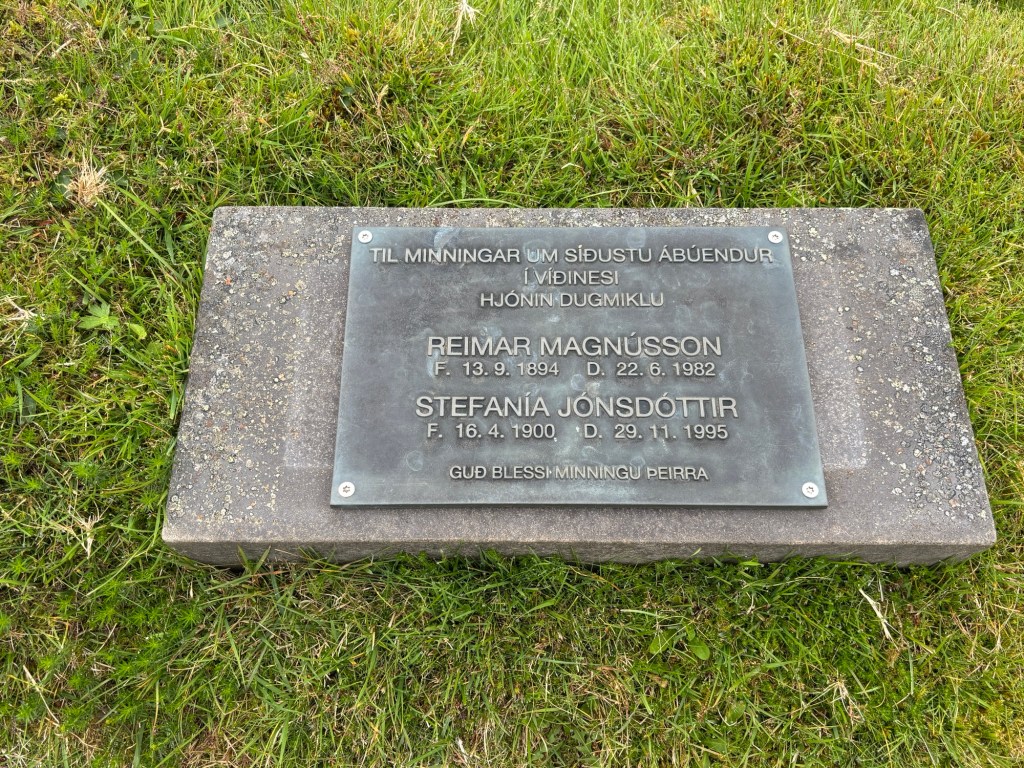 TIL MINNINGAR UM SÍÐUSTU ÁBÚENDUR
Í VÍÐINESI
HJÓNIN DUGMIKLU
REIMAR MAGNÚSSON
F. 13. 9. 1894 D. 22. 6. 1982
STEFANÍA JÓNSDÓTTIR
F. 16. 4. 1900 D. 29. 11. 1995
GUÐ BLESSI MINNINGU ÞEIRRA